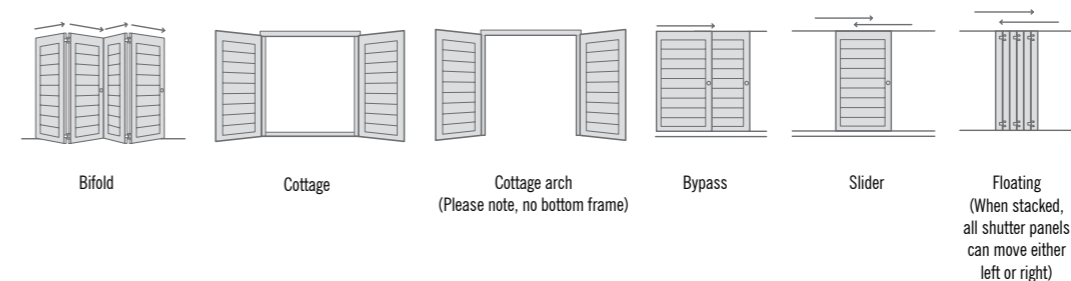 Bifold
Cottage
Cottage arch
(Please note, no bottom frame)
Bypass
Slider
Floating
(When stacked,
all shutter panels
can move either
left or right)